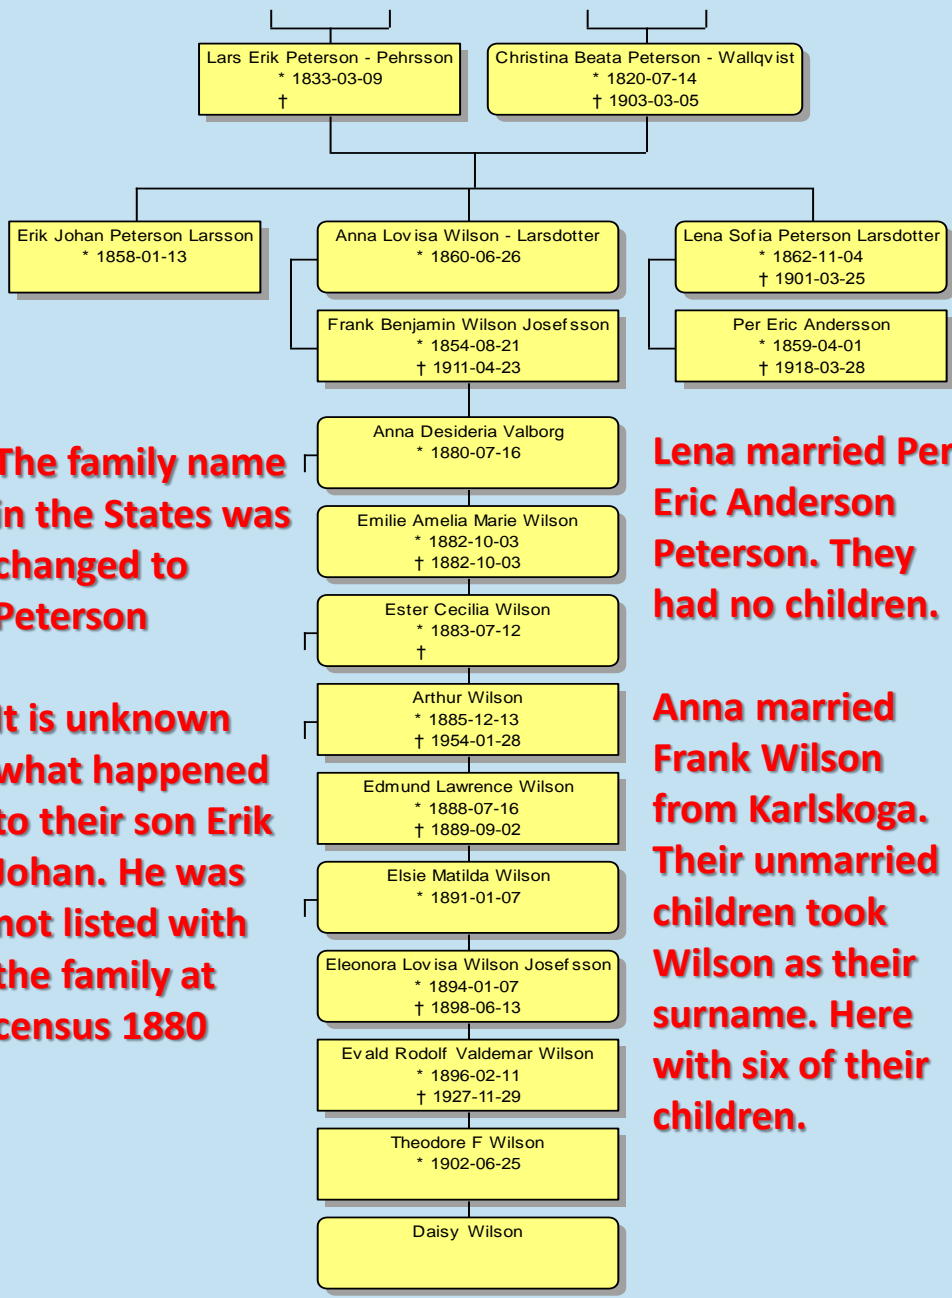 Lars Erik Peterson - Pehrsson
* 1833-03-09
†
Christina Beata Peterson - Wallqvist
* 1820-07-14
† 1903-03-05
Erik Johan Peterson Larsson
* 1858-01-13
Anna Lovisa Wilson - Larsdotter
* 1860-06-26
Lena Sofia Peterson Larsdotter
* 1862-11-04
† 1901-03-25
Frank Benjamin Wilson Josefsson
* 1854-08-21
† 1911-04-23
Per Eric Andersson
* 1859-04-01
† 1918-03-28
Anna Desideria Valborg
* 1880-07-16
Emilie Amelia Marie Wilson
* 1882-10-03
† 1882-10-03
Ester Cecilia Wilson
* 1883-07-12
†
Arthur Wilson
* 1885-12-13
† 1954-01-28
Edmund Lawrence Wilson
* 1888-07-16
† 1889-09-02
Elsie Matilda Wilson
* 1891-01-07
Eleonora Lovisa Wilson Josefsson
* 1894-01-07
† 1898-06-13
Evald Rodolf Valdemar Wilson
* 1896-02-11
† 1927-11-29
Theodore F Wilson
* 1902-06-25
Daisy Wilson
The family name
in the States was
changed to
Peterson
It is unknown
what happened
to their son Erik
Johan. He was
not listed with
the family at
census 1880
Lena married Per
Eric Anderson
Peterson. They
had no children.
Anna married
Frank Wilson
from Karlskoga.
Their unmarried
children took
Wilson as their
surname. Here
with six of their
children.